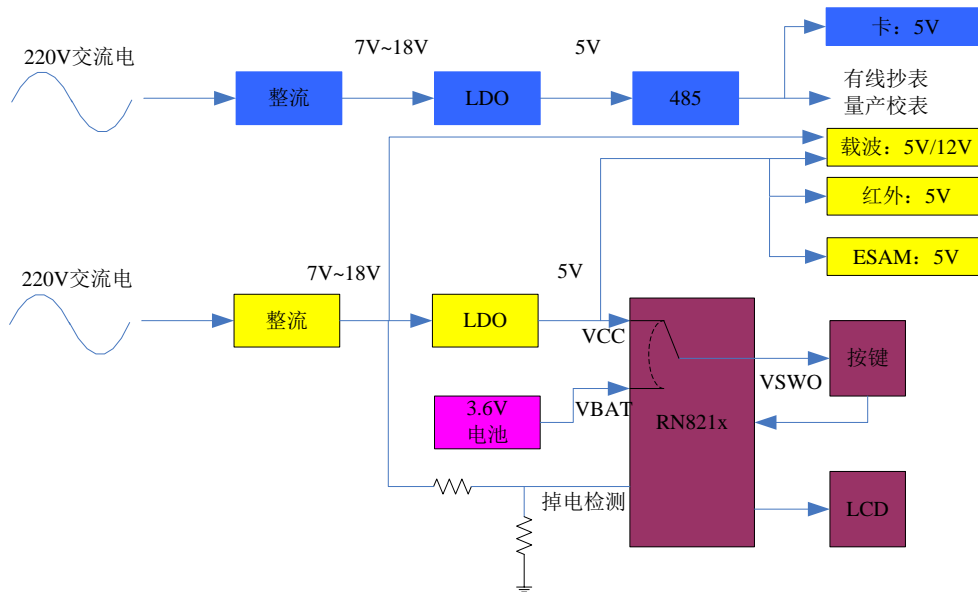 卡：5V
7V~18V
5V
220V交流电
整流
LDO
485
有线抄表
量产校表
载波：5V/12V
红外：5V
ESAM：5V
7V~18V
5V
220V交流电
整流
LDO
VCC
VSWO
按键
3.6V
电池
VBAT
RN821x
掉电检测
LCD